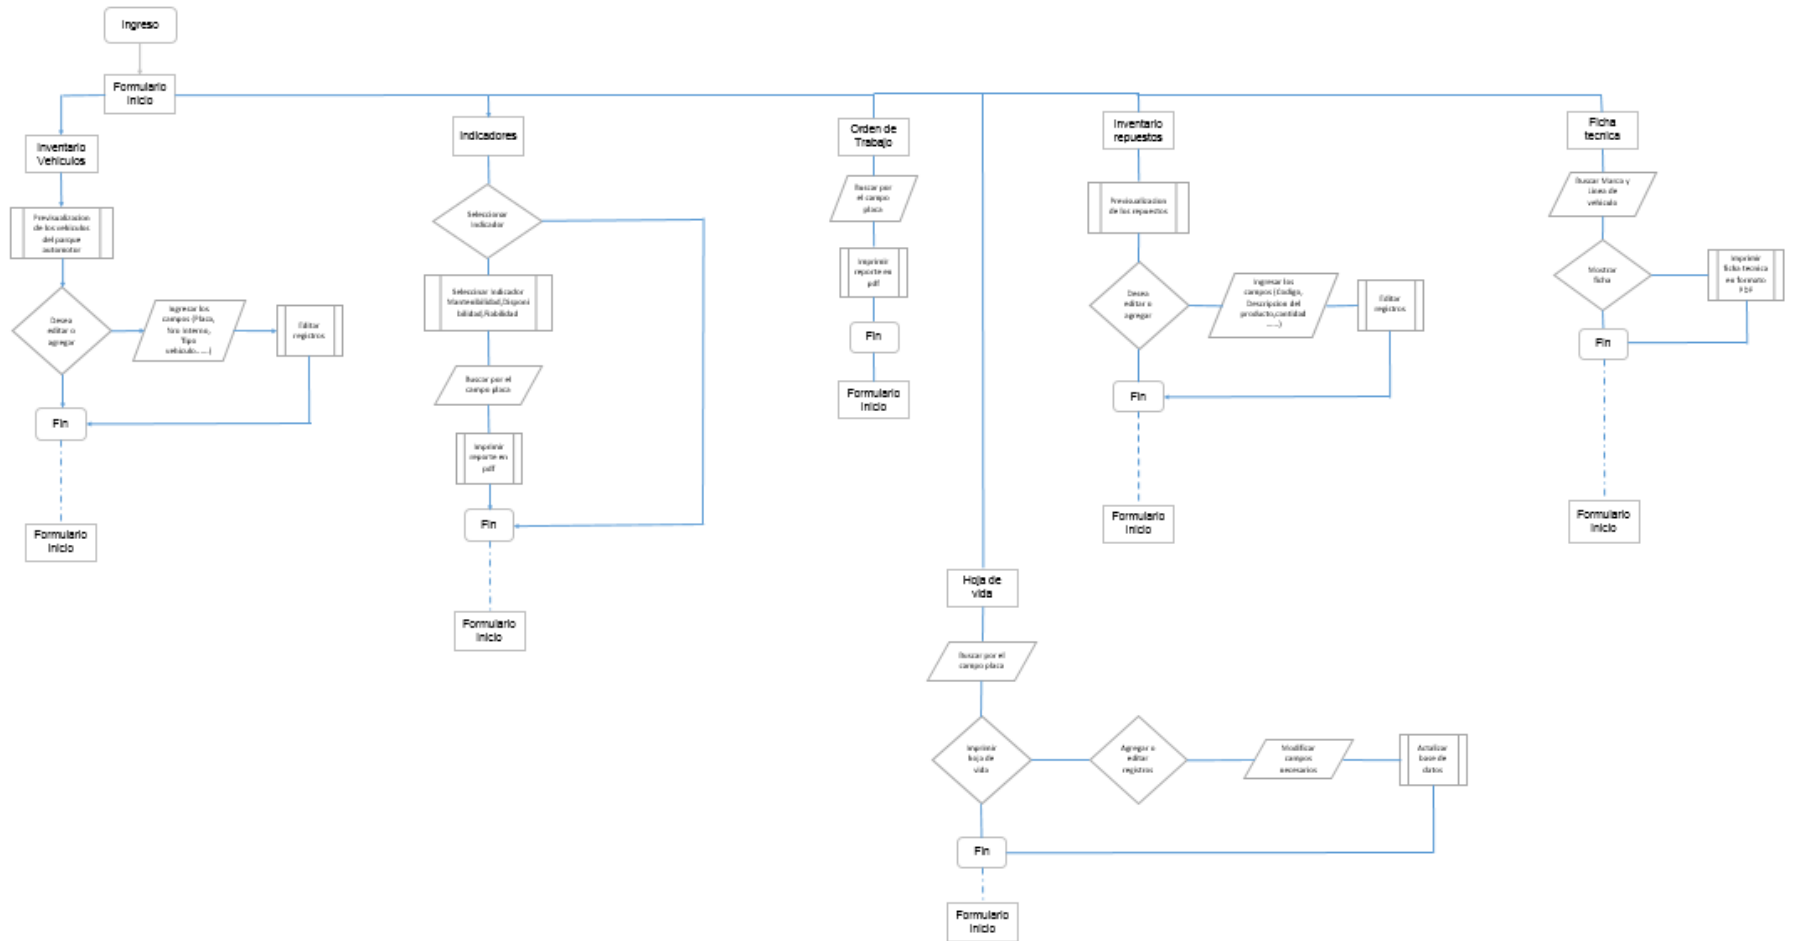 Ingreso
Formulario
Inicio
Inventario
Vehiculos
Previsualizacion
de los vehiculos
del parque
automotor
Desea
editar o
agregar
Ingresar los
campos (Placa,
Nro Interno,
Tipo
vehiculo......)
Editar
registros
Fin
Formulario
Inicio
Indicadores
Seleccionar
Indicador
Seleccinar Indicador
Mantenibilidad,Disponi
bilidad,Fiabilidad
Buscar por el
campo placa
Imprimir
reporte en
pdf
Fin
Formulario
Inicio
Orden de
Trabajo
Buscar por
el campo
placa
Imprimir
reporte en
pdf
Fin
Formulario
Inicio
Hoja de
vida
Buscar por el
campo placa
Imprimir
hoja de
vida
Agregar o
editar
registros
Modificar
campos
necesarios
Actalizar
base de
datos
Fin
Formulario
Inicio
Inventario
repuestos
Previsualizacion
de los repuestos
Desea
editar o
agregar
Ingresar los
campos (Codigo,
Descripcion del
producto,cantidad
......)
Editar
registros
Fin
Formulario
Inicio
Ficha
tecnica
Buscar Marca y
Linea de
vehiculo
Mostrar
ficha
Imprimir
ficha tecnica
en formato
PDF
Fin
Formulario
Inicio